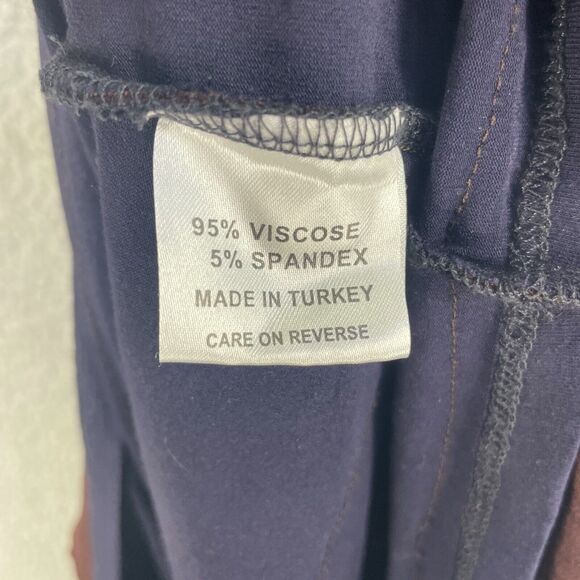 95% VISCOSE
5% SPANDEX
MADE IN TURKEY
CARE ON REVERSE